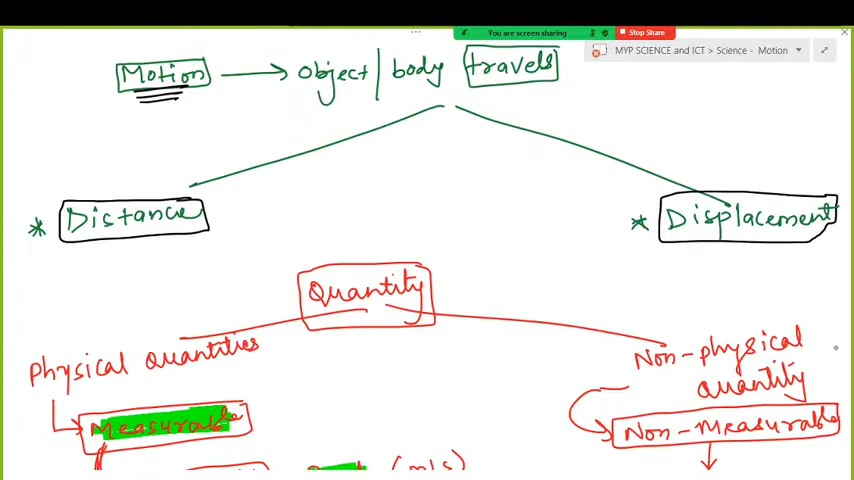 You are screen sharing
Stop Share
MYP SCIENCE and ICT > Science - Motion
Motion → Object | body travels
* Distance
* Displacement
Quantity
Physical quantities
Non-physical quantity
Measurable
Non-Measurable
(m/s)